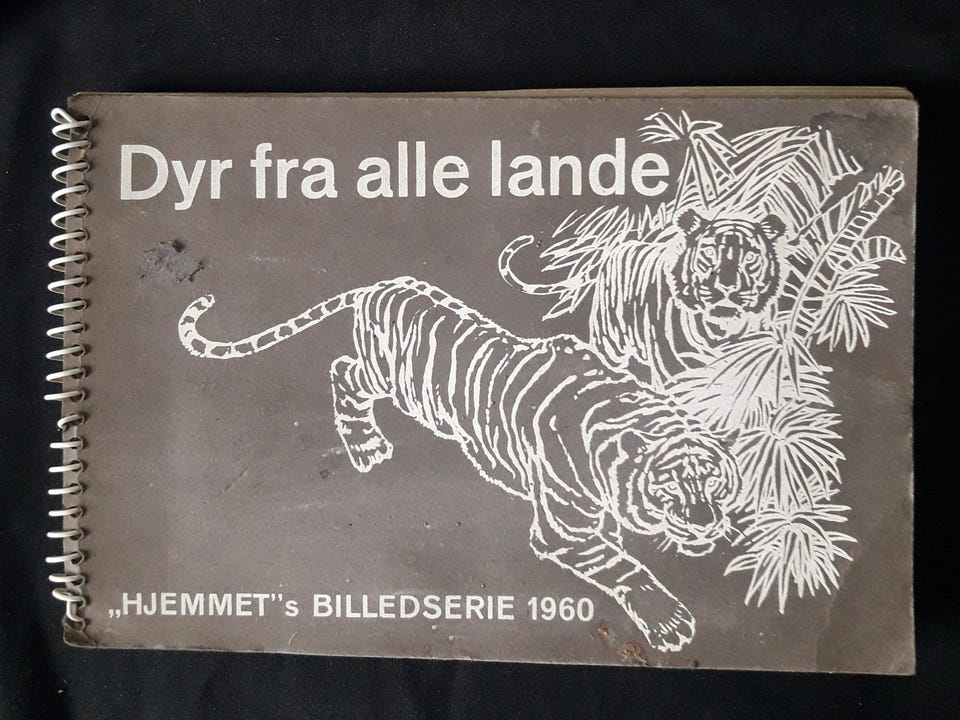 Dyr fra alle lande
„HJEMMET”s BILLEDSERIE 1960